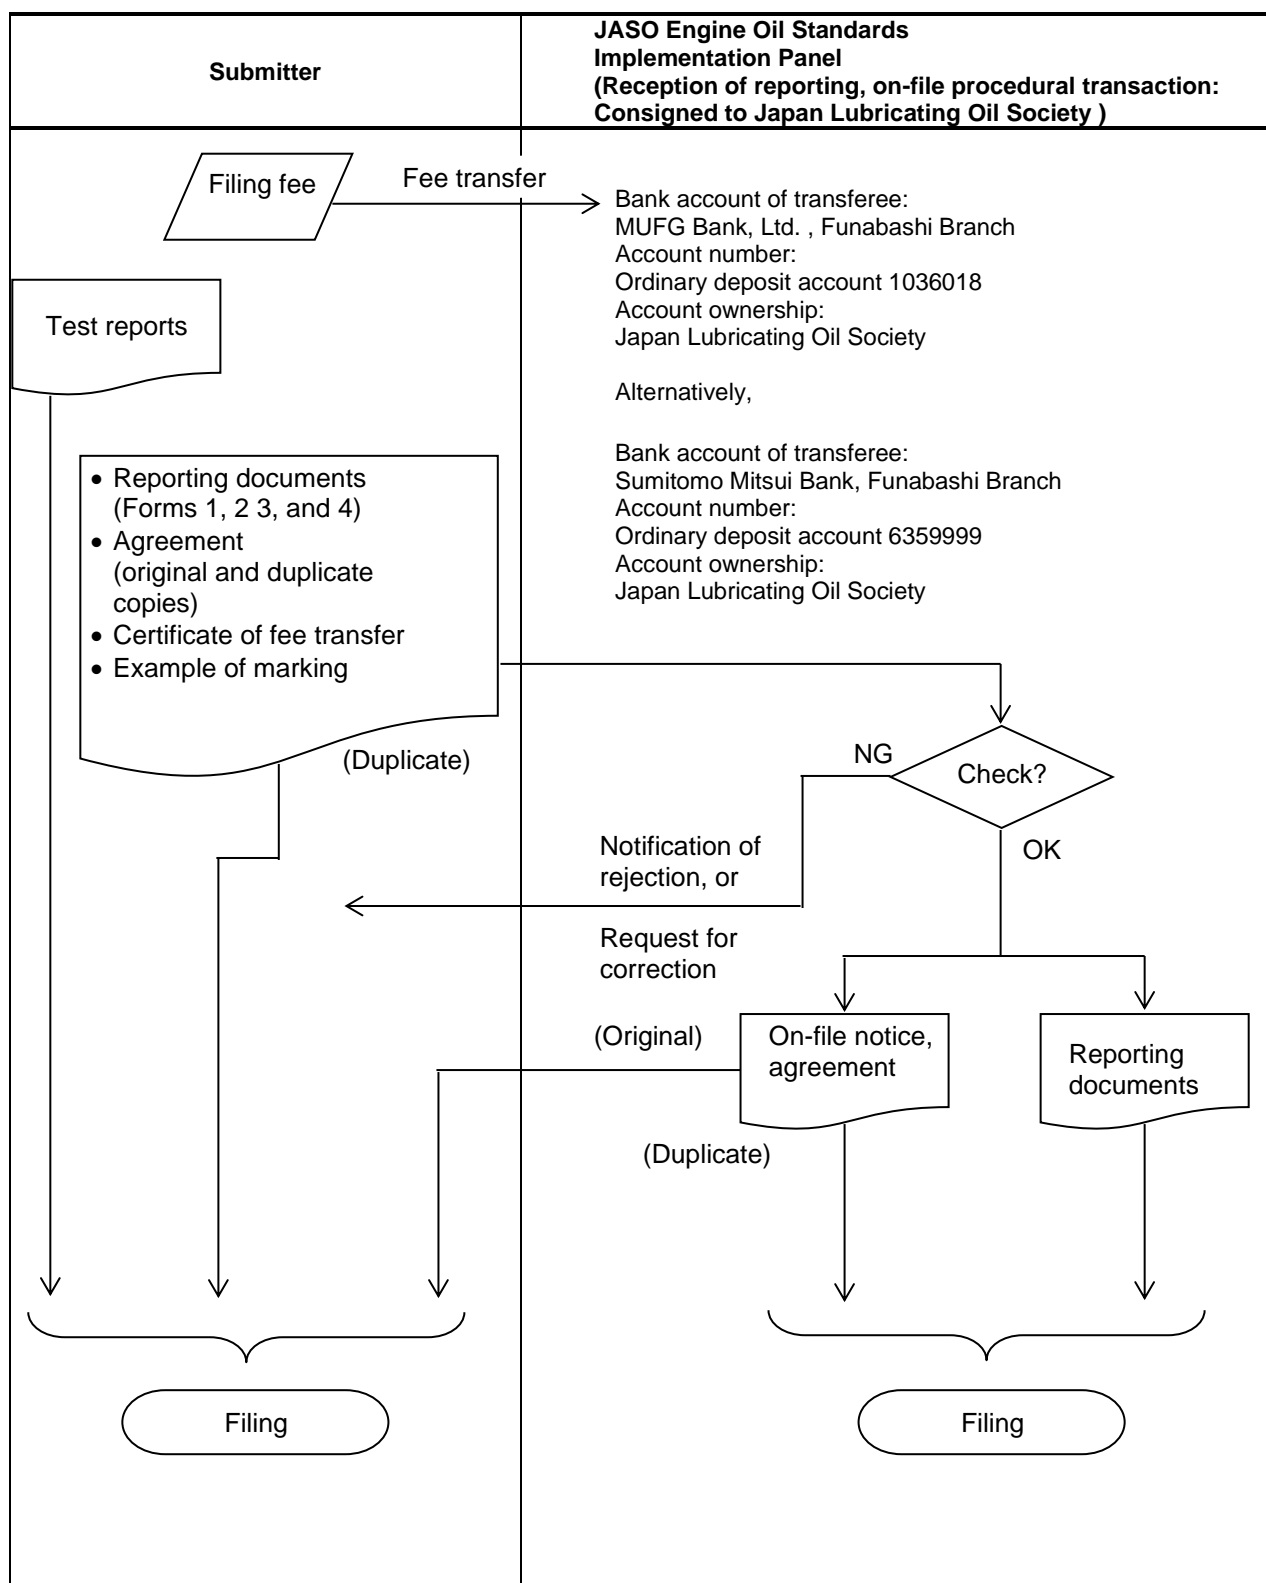 Submitter
JASO Engine Oil Standards
Implementation Panel
(Reception of reporting, on-file procedural transaction:
Consigned to Japan Lubricating Oil Society )
Filing fee
Fee transfer
Bank account of transferee:
MUFG Bank, Ltd. , Funabashi Branch
Account number:
Ordinary deposit account 1036018
Account ownership:
Japan Lubricating Oil Society
Test reports
Alternatively,
Bank account of transferee:
Sumitomo Mitsui Bank, Funabashi Branch
Account number:
Ordinary deposit account 6359999
Account ownership:
Japan Lubricating Oil Society
• Reporting documents
(Forms 1, 2 3, and 4)
• Agreement
(original and duplicate
copies)
• Certificate of fee transfer
• Example of marking
(Duplicate)
NG
Check?
OK
Notification of
rejection, or
Request for
correction
(Original)
On-file notice,
agreement
Reporting
documents
(Duplicate)
Filing
Filing